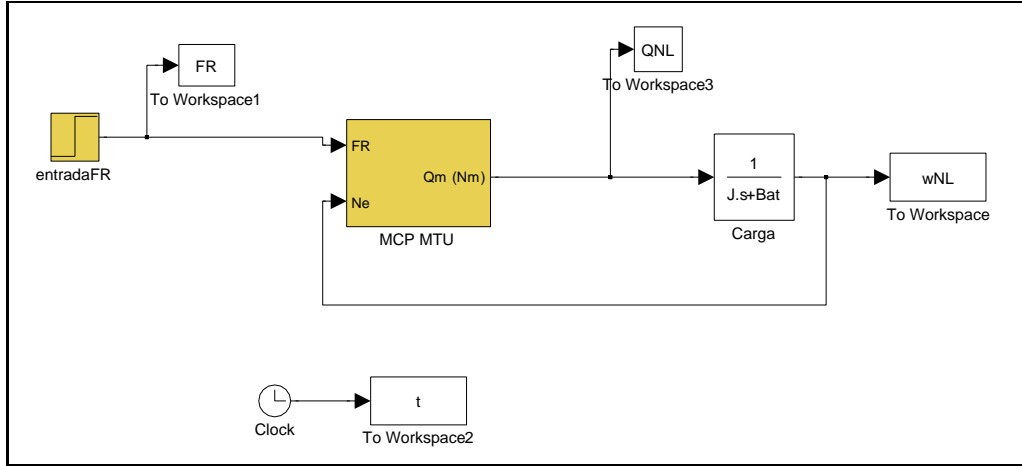 QNL
To Workspace3
FR
To Workspace1
entradaFR
FR
Ne
Qm (Nm)
MCP MTU
1
J.s+Bat
Carga
wNL
To Workspace
Clock
t
To Workspace2